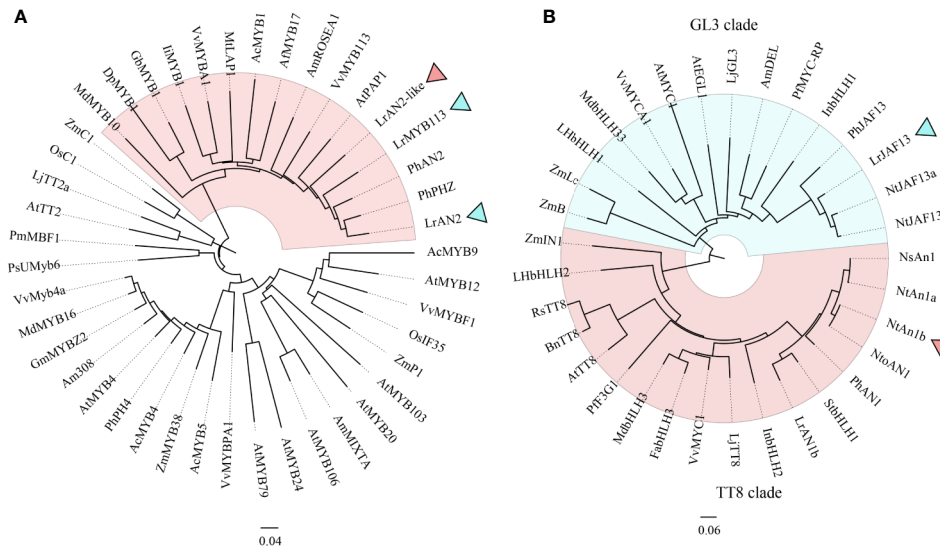 A
MdMYB10
DpMYB1
GbMYB1
IiMYB1
VvMYBA1
MtLAP1
AcMYB1
AfMYB17
AmROSEA1
VvMYB113
AtPAP1
LrAN2-like
LrMYB113
PhAN2
PhPHZ
LrAN2
AcMYB9
AtMYB12
VvMYBF1
OsIF35
ZmP1
AtMYB103
AtMYB20
AmMIXTA
AtMYB106
AtMYB24
AtMYB79
VvMYBPA1
AcMYB5
ZmMYB38
AcMYB4
PhPH4
AtMYB4
Am308
GmMYBZ2
MdMYB16
VvMyb4a
PsUMyb6
PmMBF1
AtTT2
LjTT2a
OsC1
ZmC1
0.04
B
GL3 clade
ZmB
ZmLc
LHbHLH1
MdbHLH33
VvMYCA1
AtMYC1
AtEGL1
LjGL3
AmDEL
PfMYC-RP
InbHLH1
PhJAF13
LrJAF13
NtJAF13a
NtJAF13b
NsAn1
NtAn1a
NtAn1b
NtoAN1
PhAN1
StbHLH1
LrAN1b
InbHLH2
LjTT8
VvMYC1
FabHLH3
MdbHLH3
PfF3G1
AtTT8
BnTT8
RsTT8
LHbHLH2
ZmIN1
TT8 clade
0.06